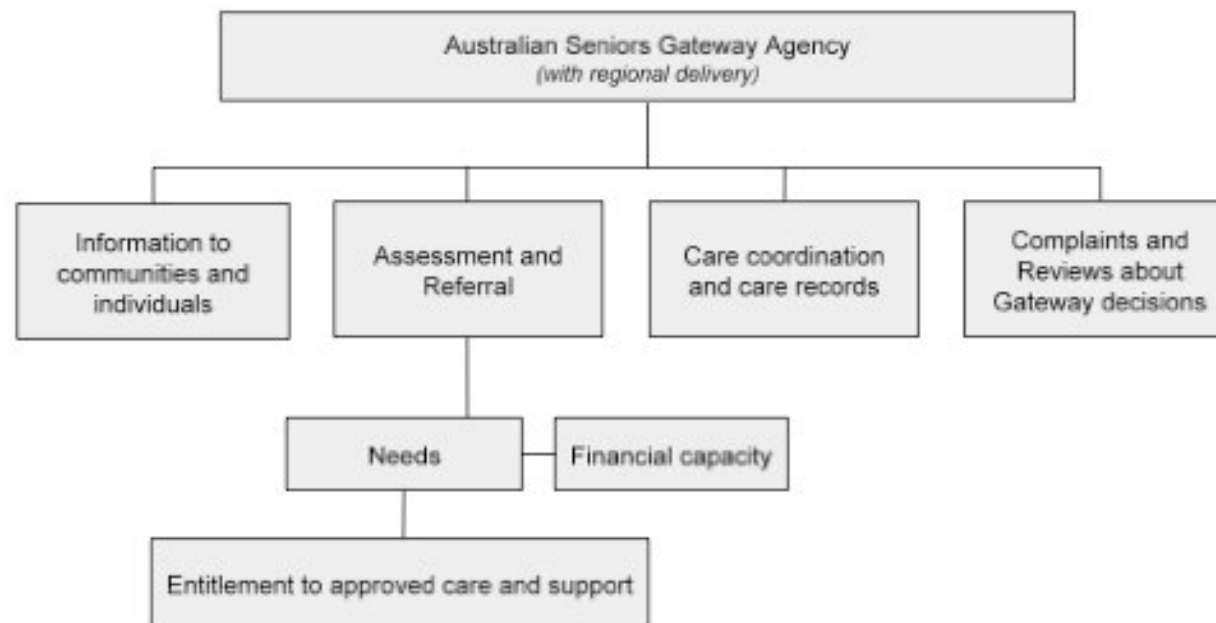 Australian Seniors Gateway Agency
(with regional delivery)
Information to
communities and
individuals
Assessment and
Referral
Care coordination
and care records
Complaints and
Reviews about
Gateway decisions
Needs
Financial capacity
Entitlement to approved care and support